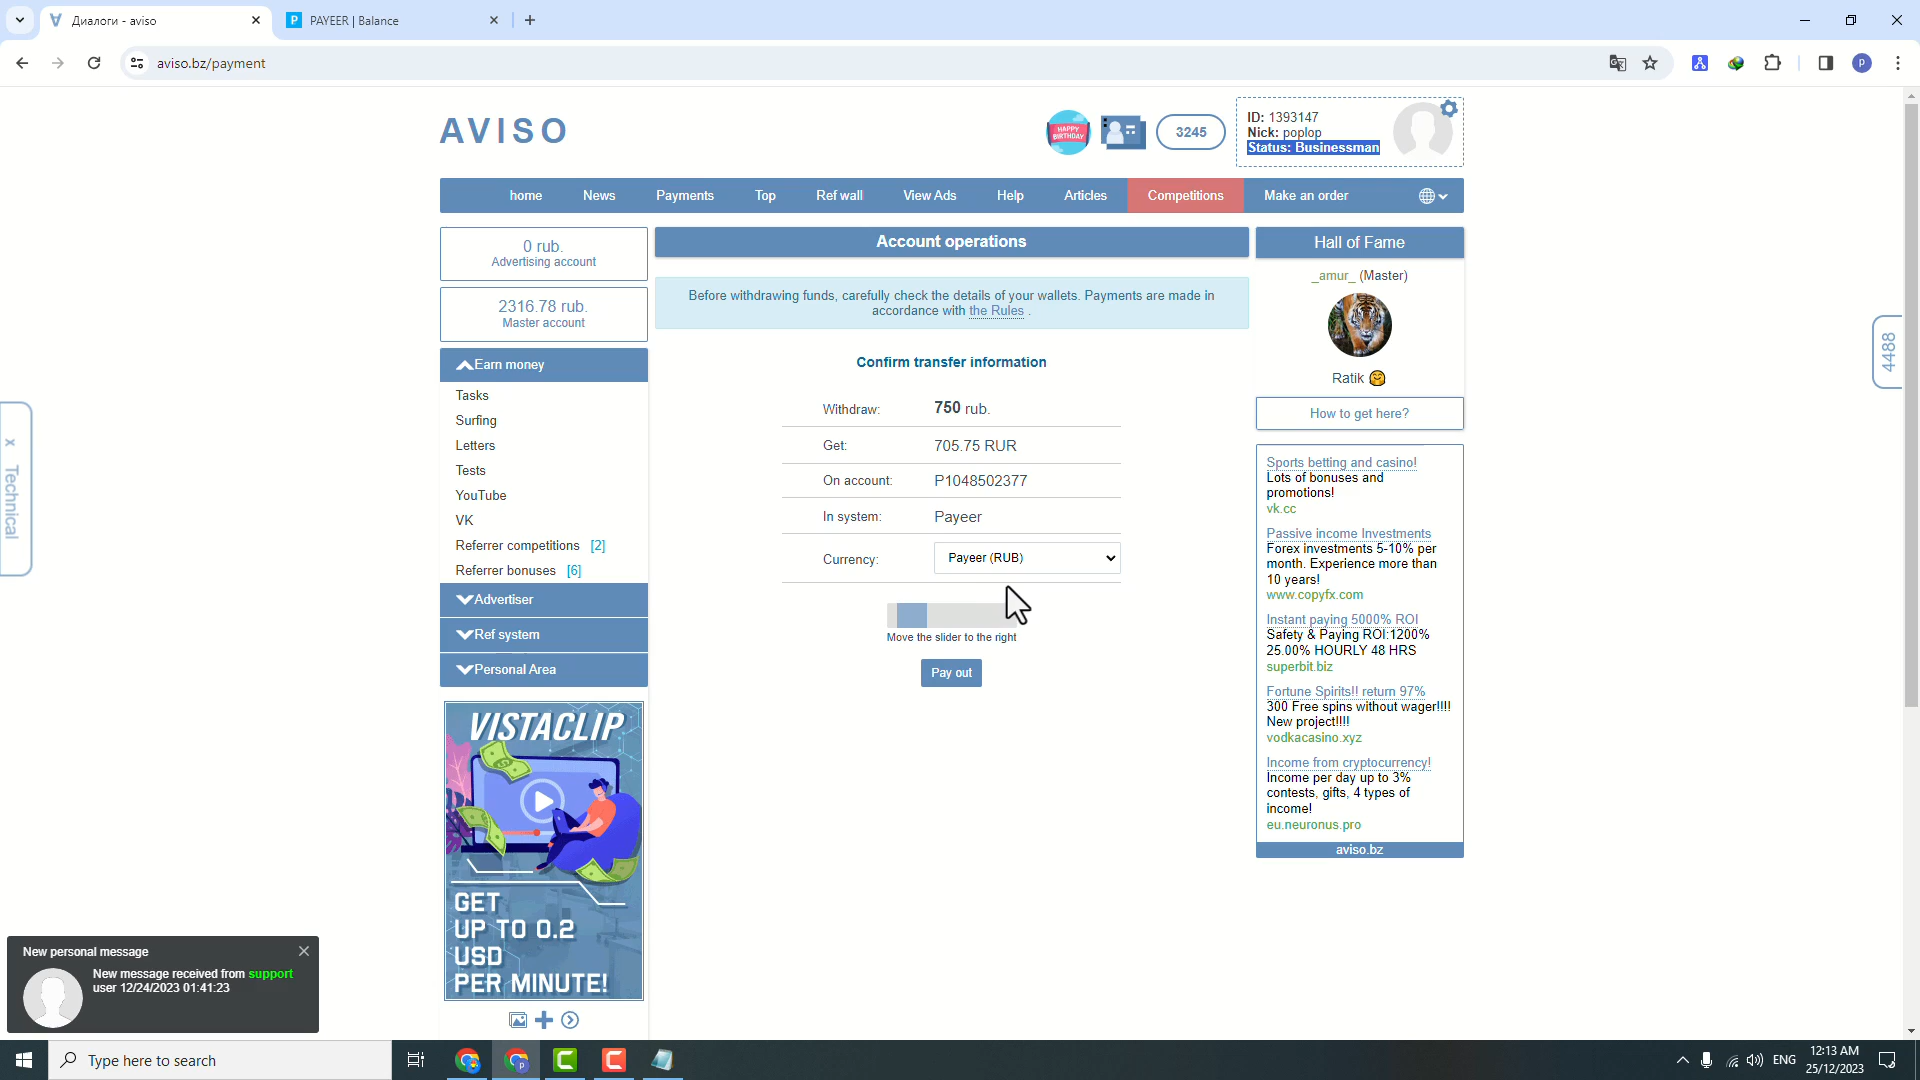 Диалоги - aviso
PAYEER | Balance
aviso.bz/payment
P
AVISO
HAPPY
BIRTHDAY
3245
ID: 1393147
Nick: poplop
Status: Businessman
home
News
Payments
Top
Ref wall
View Ads
Help
Articles
Competitions
Make an order
0 rub.
Advertising account
2316.78 rub.
Master account
Earn money
Tasks
Surfing
Letters
Tests
YouTube
VK
Referrer competitions [2]
Referrer bonuses [6]
Advertiser
Ref system
Personal Area
VISTACLIP
GET
UP TO 0.2
USD
PER MINUTE!
Account operations
Before withdrawing funds, carefully check the details of your wallets. Payments are made in
accordance with the Rules .
Confirm transfer information
Withdraw: 750 rub.
Get: 705.75 RUR
On account: P1048502377
In system: Payeer
Currency: Payeer (RUB)
Move the slider to the right
Pay out
Hall of Fame
_amur_ (Master)
Ratik
How to get here?
Sports betting and casino!
Lots of bonuses and
promotions!
vk.cc
Passive income Investments
Forex investments 5-10% per
month. Experience more than
10 years!
www.copyfx.com
Instant paying 5000% ROI
Safety & Paying ROI:1200%
25.00% HOURLY 48 HRS
superbit.biz
Fortune Spirits!! return 97%
300 Free spins without wager!!!!
New project!!!!
vodkacasino.xyz
Income from cryptocurrency!
Income per day up to 3%
contests, gifts, 4 types of
income!
eu.neuronus.pro
aviso.bz
4488
x Technical
New personal message
New message received from support
user 12/24/2023 01:41:23
Type here to search
ENG
12:13 AM
25/12/2023